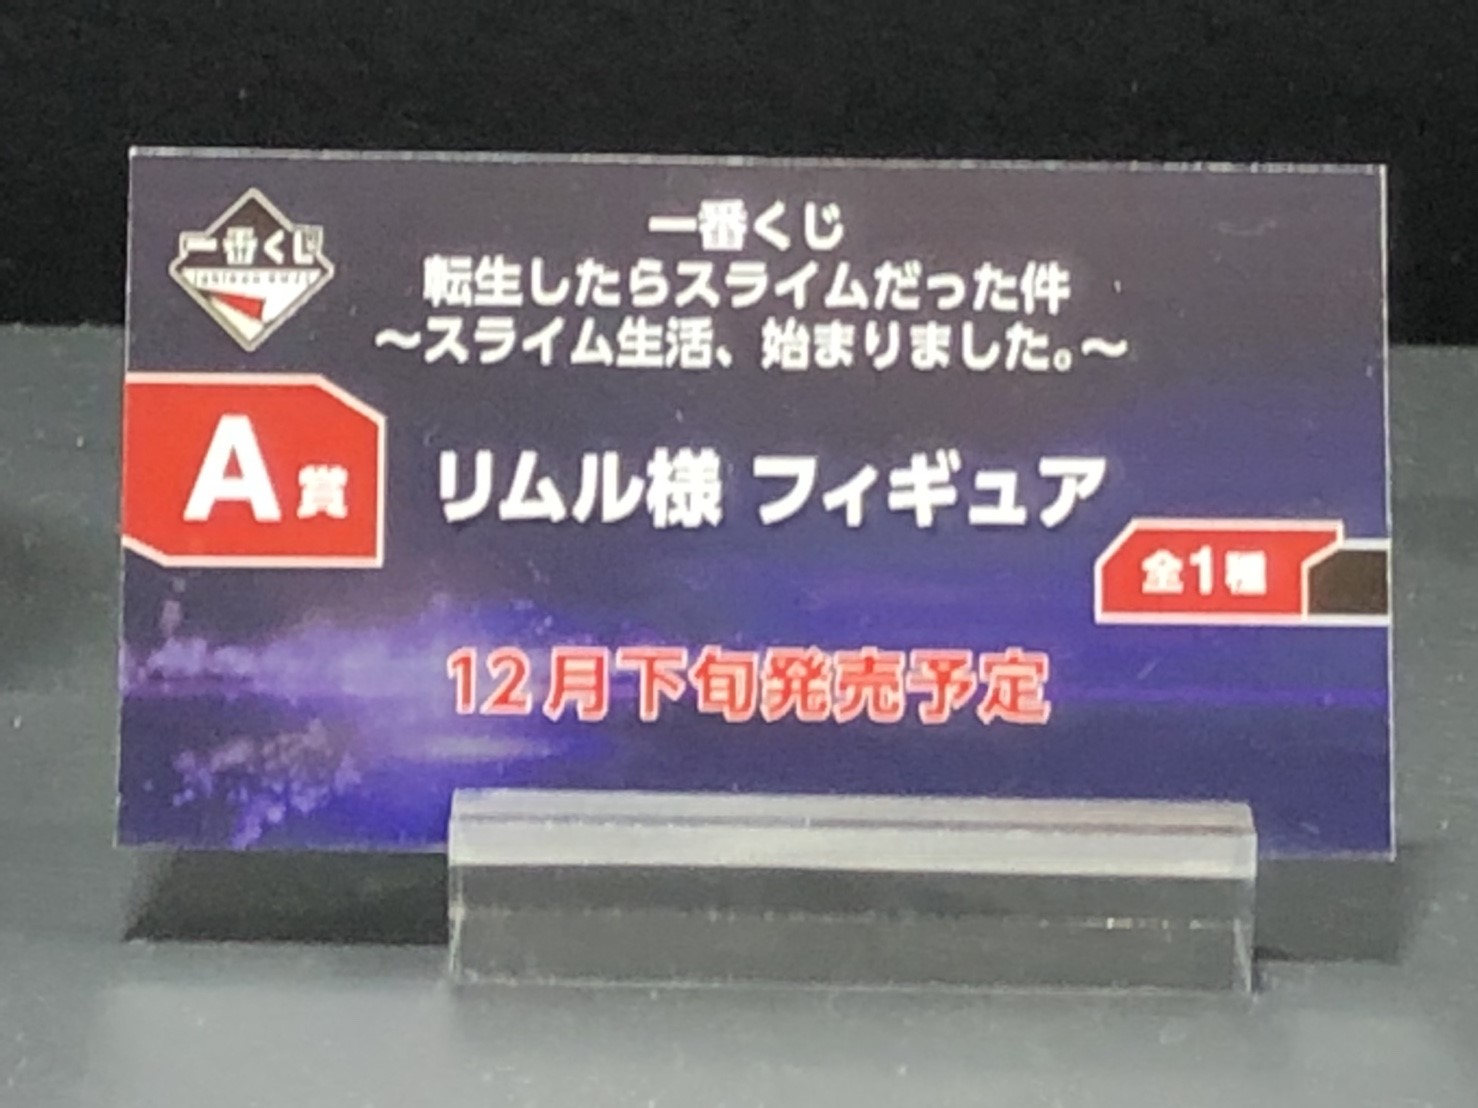 一番くじ
一番くじ
転生したらスライムだった件
～スライム生活、始まりました。～
A賞
リムル様 フィギュア
全1種
12月下旬発売予定